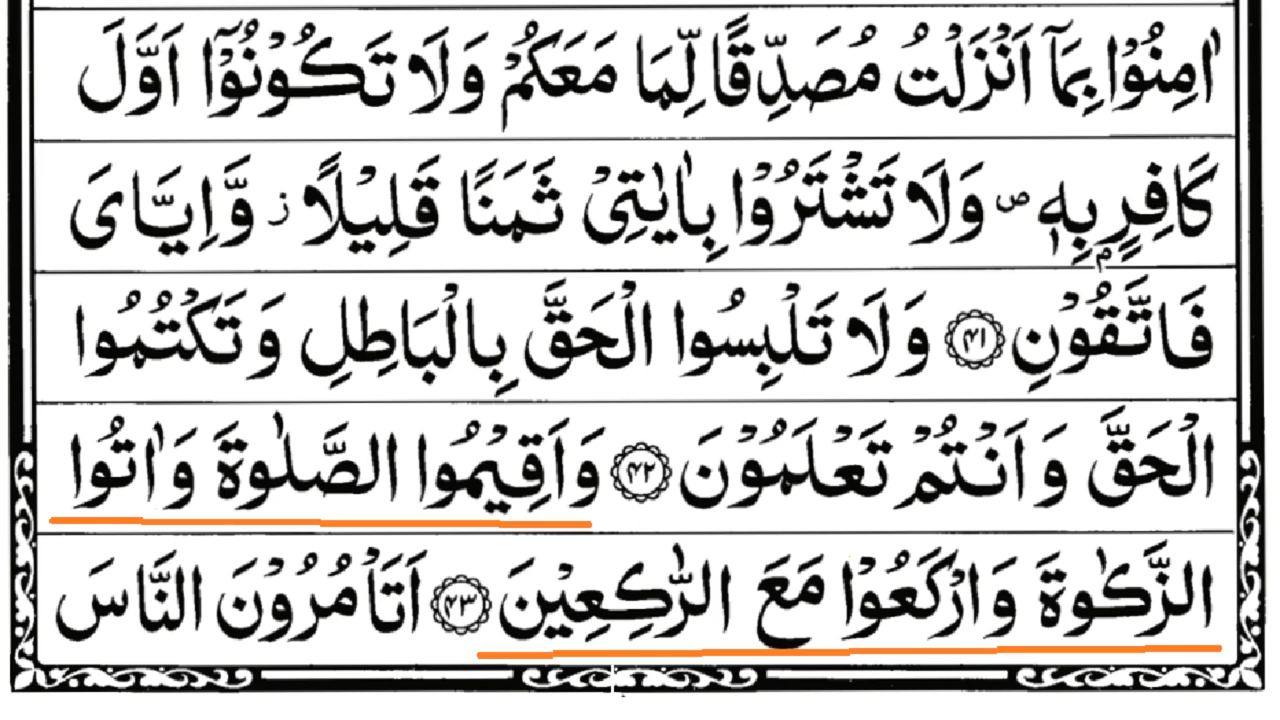 اٰمِنُوْا بِمَآ اَنْزَلْتُ مُصَدِّقًا لِّمَا مَعَكُمْ وَلَا تَكُوْنُوْٓا اَوَّلَ
كَافِرٍۭ بِهٖ ۪ وَلَا تَشْتَرُوْا بِاٰيٰتِىْ ثَمَنًا قَلِيْلًا ز وَّاِيَّاىَ
فَاتَّقُوْنِ ﴿۴۱﴾ وَلَا تَلْبِسُوا الْحَقَّ بِالْبَاطِلِ وَتَكْتُمُوا
الْحَقَّ وَاَنْتُمْ تَعْلَمُوْنَ ﴿۴۲﴾ وَاَقِيْمُوا الصَّلٰوةَ وَاٰتُوا
الزَّكٰوةَ وَارْكَعُوْا مَعَ الرّٰكِعِيْنَ ﴿۴۳﴾ اَتَاْمُرُوْنَ النَّاسَ